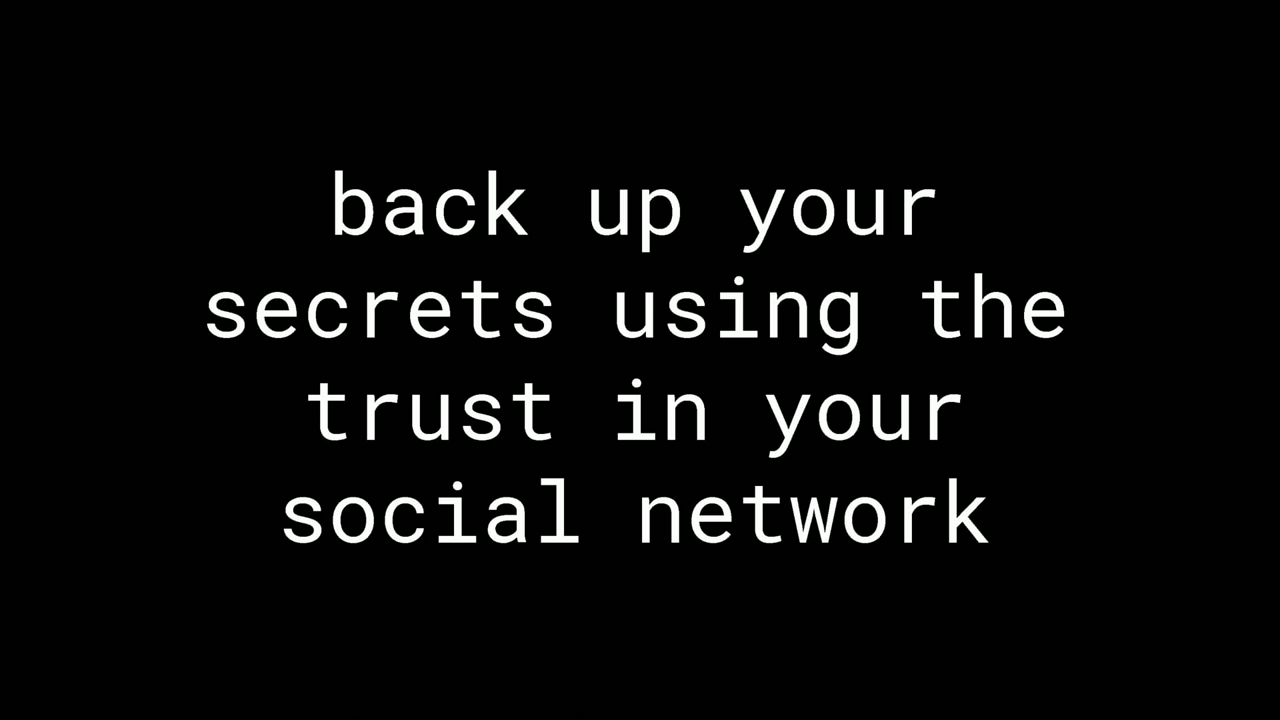 back up your
secrets using the
trust in your
social network